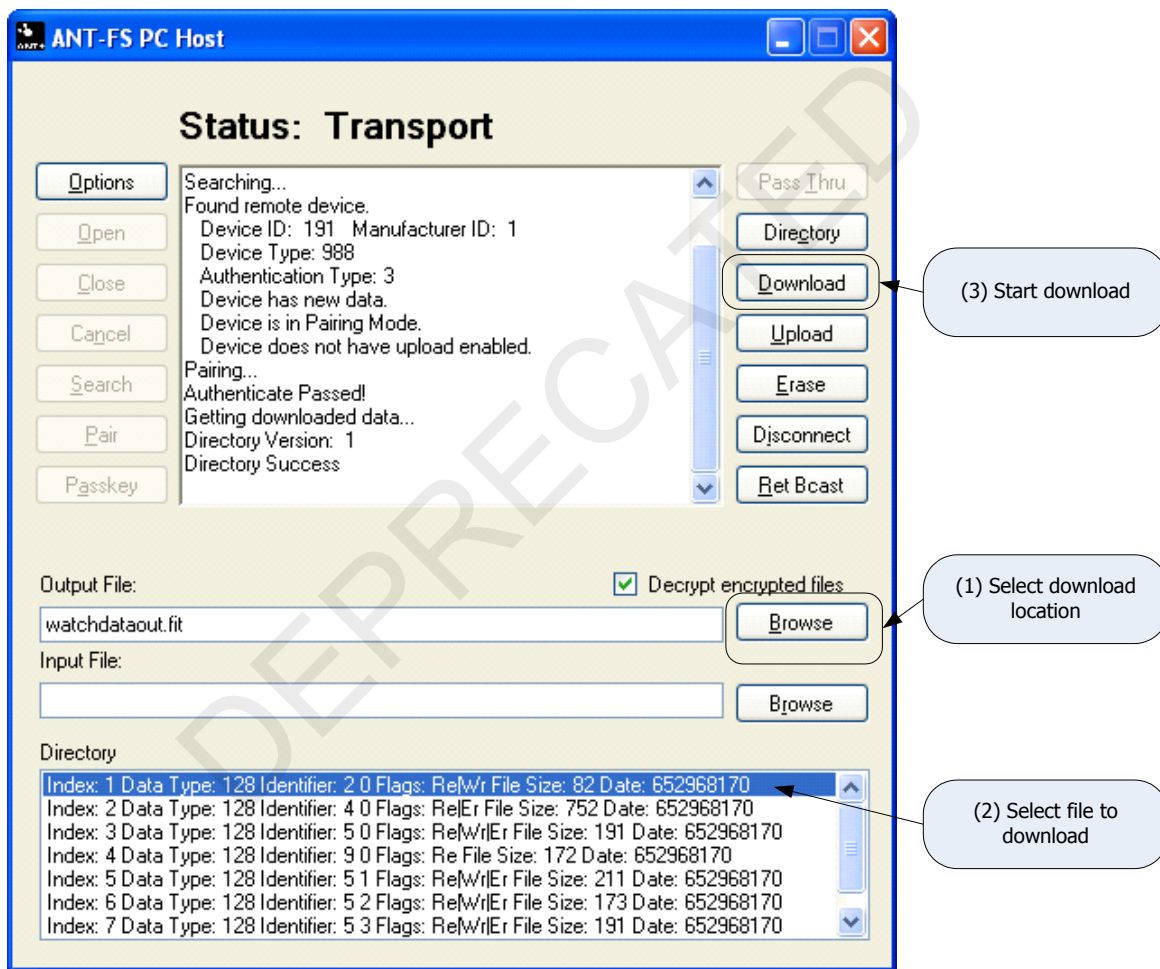 ANT-FS PC Host
Status: Transport
Options
Open
Close
Cancel
Search
Pair
Passkey
Searching...
Found remote device.
Device ID: 191 Manufacturer ID: 1
Device Type: 988
Authentication Type: 3
Device has new data.
Device is in Pairing Mode.
Device does not have upload enabled.
Pairing...
Authenticate Passed!
Getting downloaded data...
Directory Version: 1
Directory Success
Pass Thru
Directory
Download
Upload
Erase
Disconnect
Ret Bcast
(3) Start download
Output File:
Decrypt encrypted files
watchdataout.fit
Browse
(1) Select download
location
Input File:
Browse
Directory
Index: 1 Data Type: 128 Identifier: 2 0 Flags: Re|Wr File Size: 82 Date: 652968170
Index: 2 Data Type: 128 Identifier: 4 0 Flags: Re|Er File Size: 752 Date: 652968170
Index: 3 Data Type: 128 Identifier: 5 0 Flags: Re|Wr|Er File Size: 191 Date: 652968170
Index: 4 Data Type: 128 Identifier: 9 0 Flags: Re File Size: 172 Date: 652968170
Index: 5 Data Type: 128 Identifier: 5 1 Flags: Re|Wr|Er File Size: 211 Date: 652968170
Index: 6 Data Type: 128 Identifier: 5 2 Flags: Re|Wr|Er File Size: 173 Date: 652968170
Index: 7 Data Type: 128 Identifier: 5 3 Flags: Re|Wr|Er File Size: 191 Date: 652968170
(2) Select file to
download
DEPRECATED